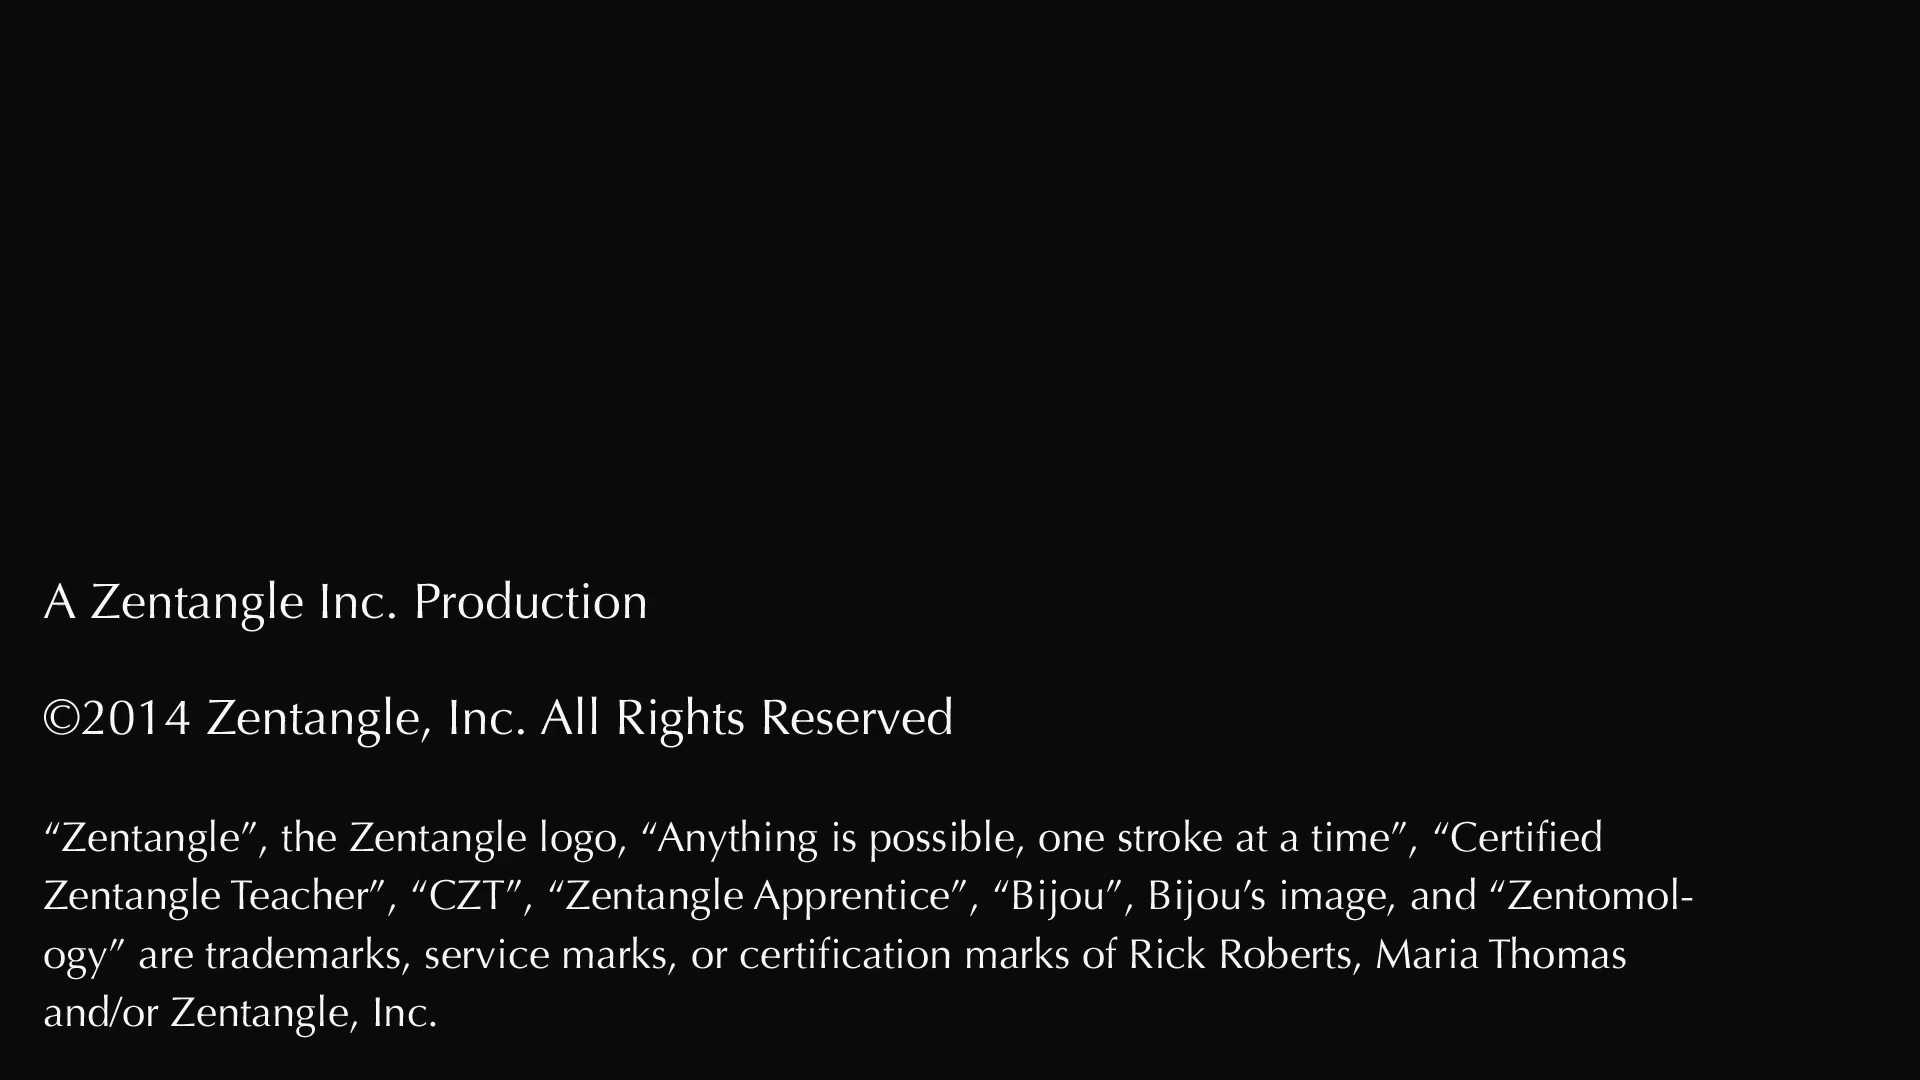 A Zentangle Inc. Production
©2014 Zentangle, Inc. All Rights Reserved
“Zentangle”, the Zentangle logo, “Anything is possible, one stroke at a time”, “Certified
Zentangle Teacher”, “CZT”, “Zentangle Apprentice”, “Bijou”, Bijou’s image, and “Zentomol-
ogy” are trademarks, service marks, or certification marks of Rick Roberts, Maria Thomas
and/or Zentangle, Inc.